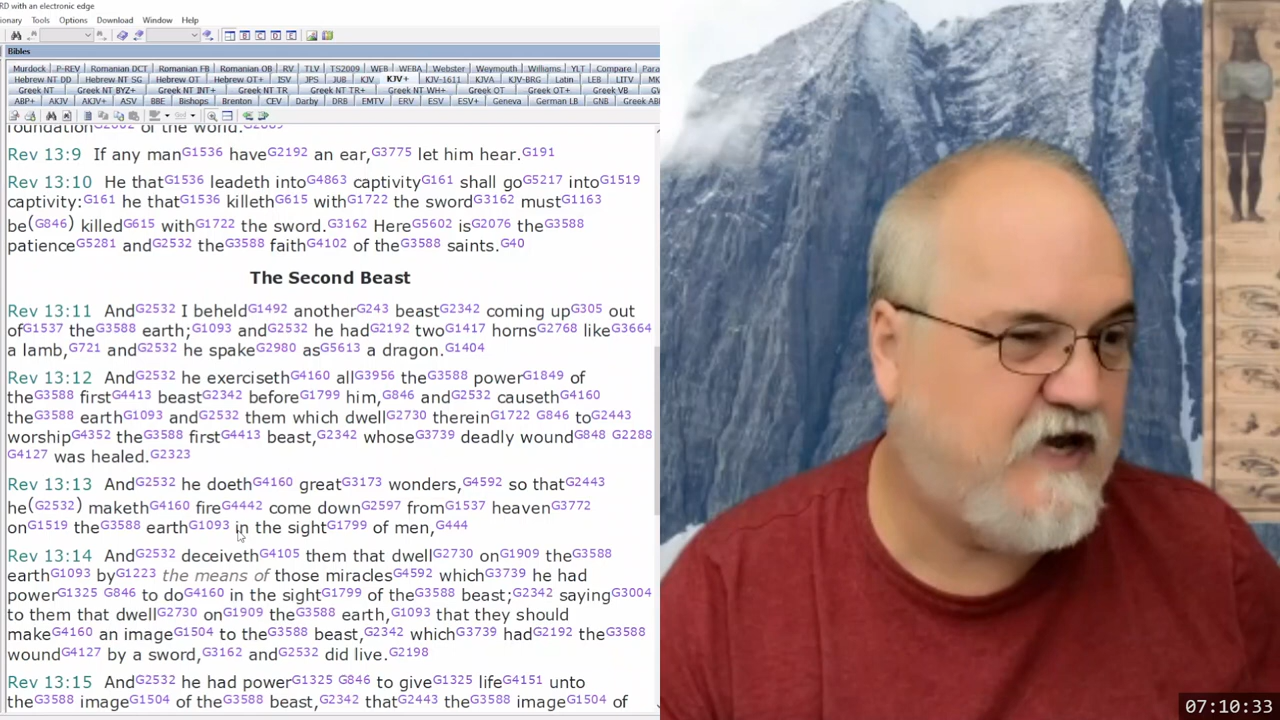 RD with an electronic edge
ionary Tools Options Download Window Help
Bibles
Murdock P-REV Romanian DCT Romanian FB Romanian OB RV TLV TS2009 WEB WEBA Webster Weymouth Williams YLT Compare Para
Hebrew NT DD Hebrew NT SG Hebrew OT Hebrew OT+ ISV JPS JUB KJV KJV+ KJV-1611 KJVA KJV-BRG Latin LEB LITV MK
Greek NT Greek NT BYZ+ Greek NT INT+ Greek NT TR Greek NT TR+ Greek NT WH+ Greek OT Greek OT+ Greek VB G
ABP+ AKJV AKJV+ ASV BBE Bishops Brenton CEV Darby DRB EMTV ERV ESV ESV+ Geneva German LB GNB Greek AB
foundation of the world.
Rev 13:9 If any manG1536 haveG2192 an ear,G3775 let him hear.G191
Rev 13:10 He thatG1536 leadeth intoG4863 captivityG161 shall goG5217 intoG1519
captivity:G161 he thatG1536 killethG615 withG1722 the swordG3162 mustG1163
be(G846) killedG615 withG1722 the sword.G3162 HereG5602 isG2076 theG3588
patienceG5281 andG2532 theG3588 faithG4102 of theG3588 saints.G40
The Second Beast
Rev 13:11 AndG2532 I beheldG1492 anotherG243 beastG2342 coming upG305 out
ofG1537 theG3588 earth;G1093 andG2532 he hadG2192 twoG1417 hornsG2768 likeG3664
a lamb,G721 andG2532 he spakeG2980 asG5613 a dragon.G1404
Rev 13:12 AndG2532 he exercisethG4160 allG3956 theG3588 powerG1849 of
theG3588 firstG4413 beastG2342 beforeG1799 him,G846 andG2532 causethG4160
theG3588 earthG1093 andG2532 them which dwellG2730 thereinG1722 G846 toG2443
worshipG4352 theG3588 firstG4413 beast,G2342 whoseG3739 deadly woundG848 G2288
G4127 was healed.G2323
Rev 13:13 AndG2532 he doethG4160 greatG3173 wonders,G4592 so thatG2443
he(G2532) makethG4160 fireG4442 come downG2597 fromG1537 heavenG3772
onG1519 theG3588 earthG1093 in the sightG1799 of men,G444
Rev 13:14 AndG2532 deceivethG4105 them that dwellG2730 onG1909 theG3588
earthG1093 byG1223 the means of those miraclesG4592 whichG3739 he had
powerG1325 G846 to doG4160 in the sightG1799 of theG3588 beast;G2342 sayingG3004
to them that dwellG2730 onG1909 theG3588 earth,G1093 that they should
makeG4160 an imageG1504 to theG3588 beast,G2342 whichG3739 hadG2192 theG3588
woundG4127 by a sword,G3162 andG2532 did live.G2198
Rev 13:15 AndG2532 he had powerG1325 G846 to giveG1325 lifeG4151 unto
theG3588 imageG1504 of theG3588 beast,G2342 thatG2443 theG3588 imageG1504 of
07:10:33